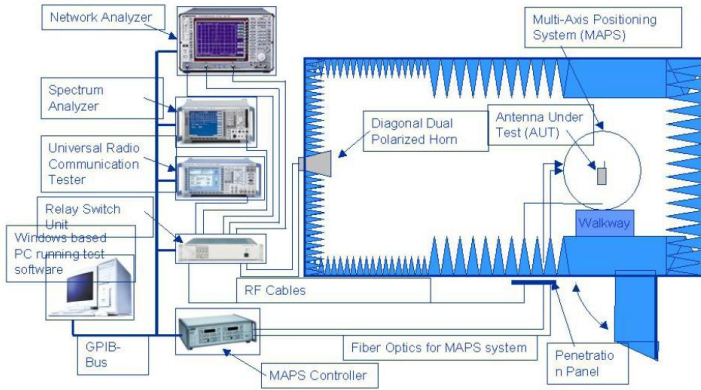 Network Analyzer
Multi-Axis Positioning
System (MAPS)
Spectrum
Analyzer
Diagonal Dual
Polarized Horn
Antenna Under
Test (AUT)
Universal Radio
Communication
Tester
Relay Switch
Unit
Walkway
Windows based
PC running test
software
RF Cables
GPIB-
Bus
Fiber Optics for MAPS system
Penetratio
n Panel
MAPS Controller